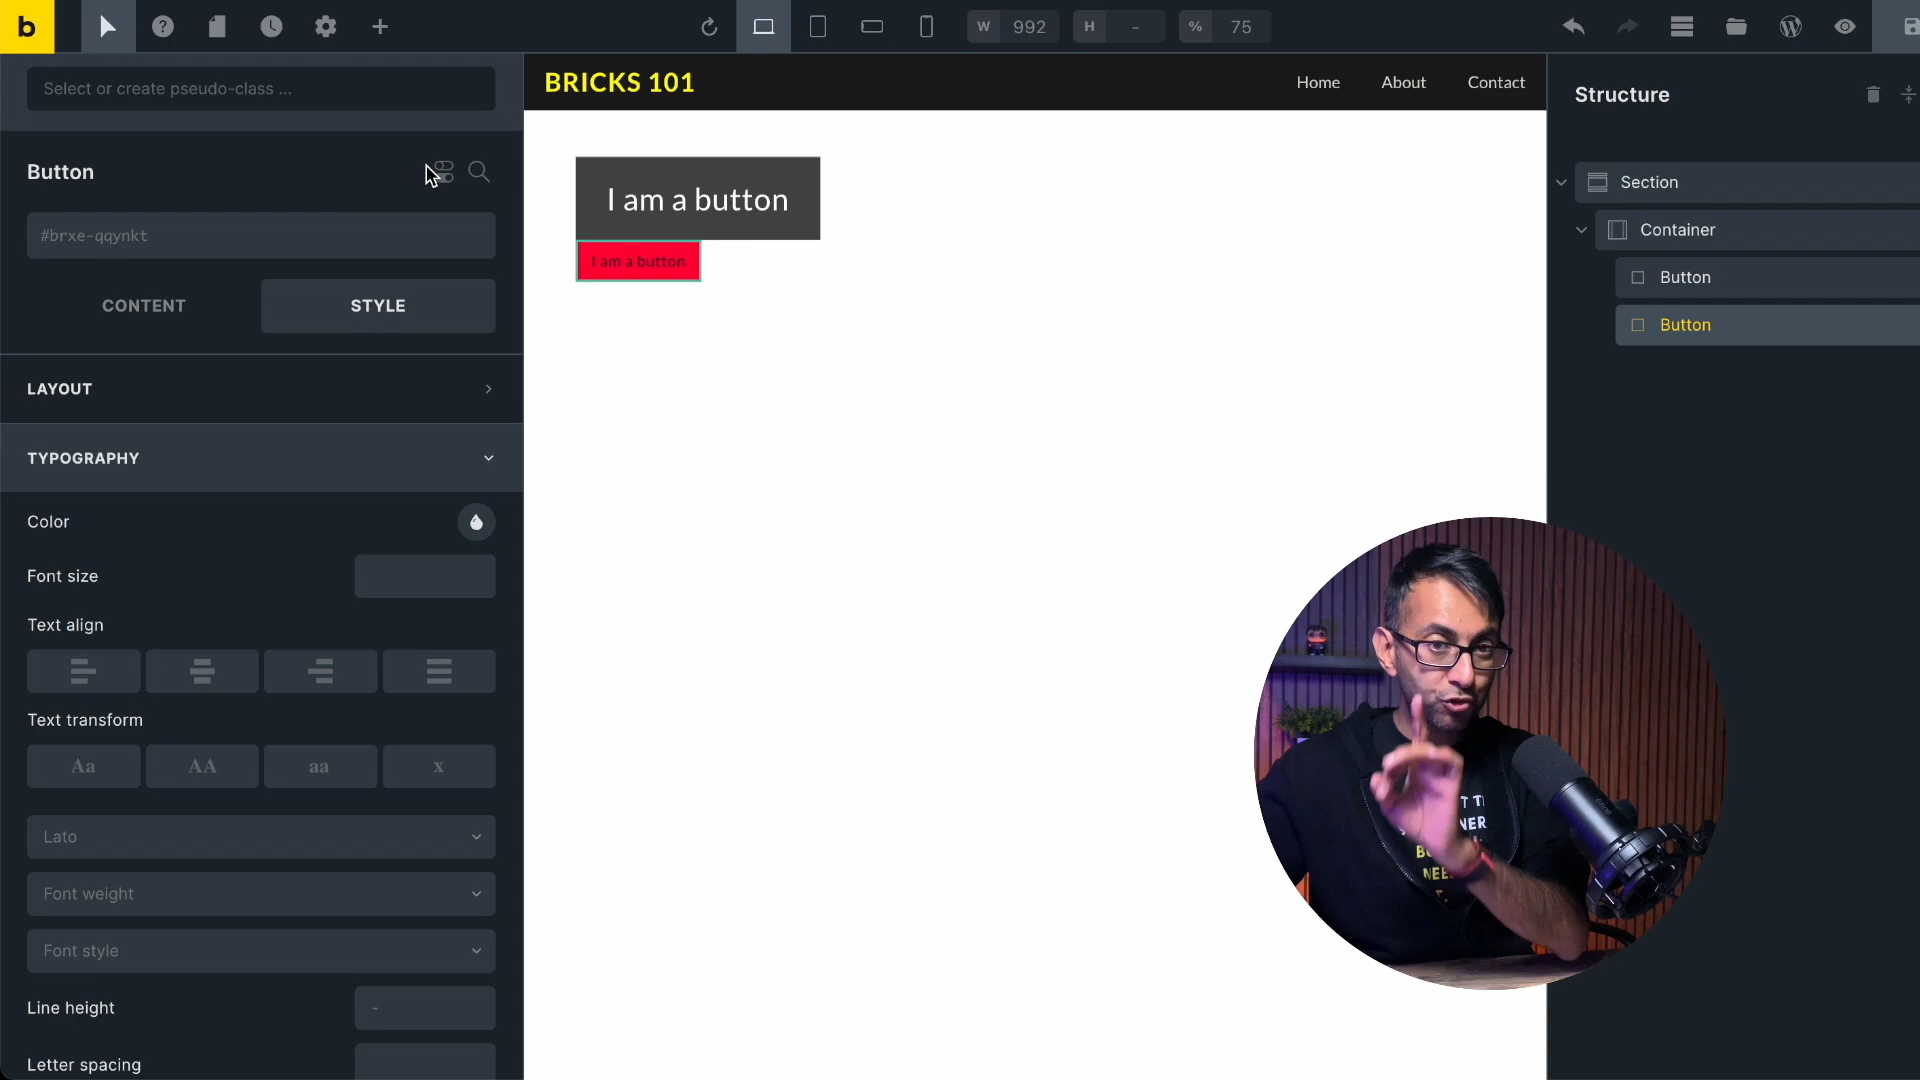 b
W 992 H - % 75
Select or create pseudo-class ...
BRICKS 101
Home About Contact
Structure
Button
#brxe-qqynkt
CONTENT STYLE
LAYOUT
TYPOGRAPHY
Color
Font size
Text align
Text transform
Aa AA aa x
Lato
Font weight
Font style
Line height -
Letter spacing
I am a button
I am a button
Section
Container
Button
Button